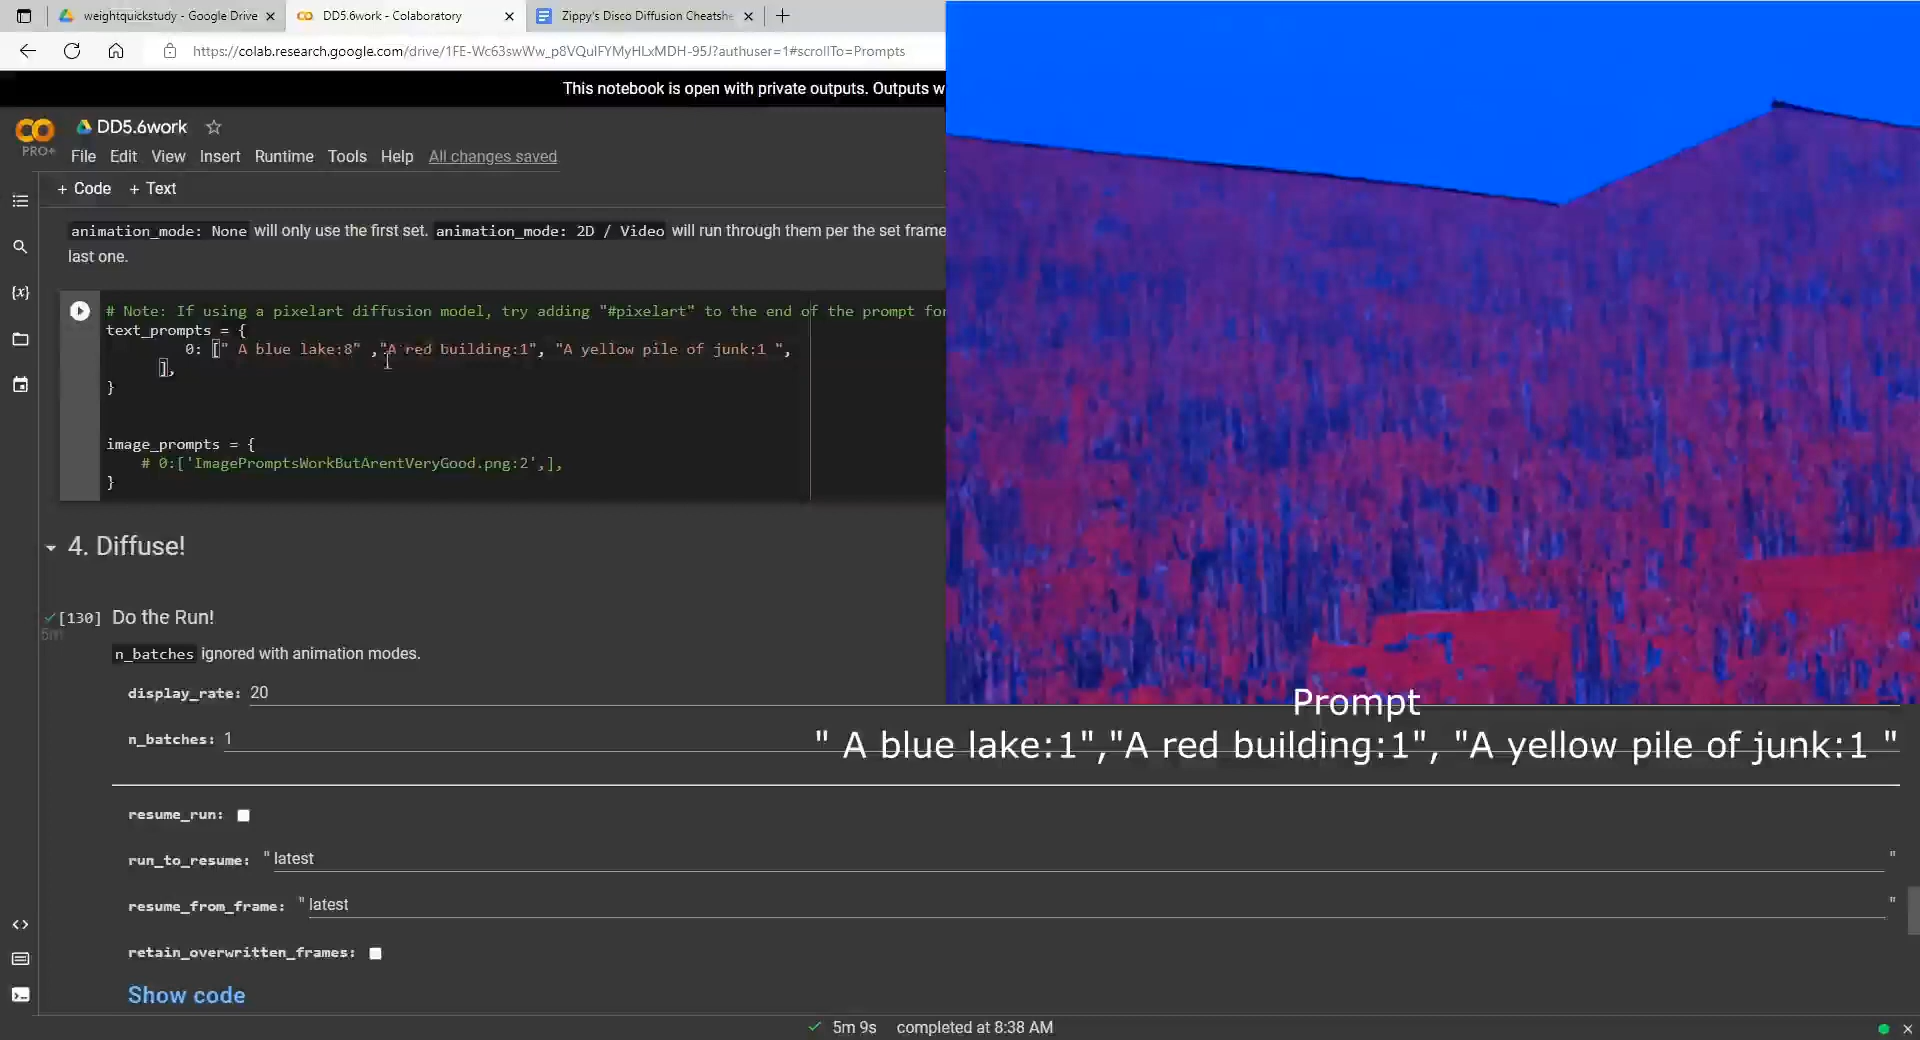 weightquickstudy - Google Drive
DD5.6work - Colaboratory
Zippy's Disco Diffusion Cheatshe
https://colab.research.google.com/drive/1FE-Wc63swWw_p8VQuIFYMyHLxMDH-95J?authuser=1#scrollTo=Prompts
This notebook is open with private outputs. Outputs w
DD5.6work
PRO+
File Edit View Insert Runtime Tools Help All changes saved
+ Code + Text
animation_mode: None will only use the first set. animation_mode: 2D / Video will run through them per the set frame
last one.
# Note: If using a pixelart diffusion model, try adding "#pixelart" to the end of the prompt for
text_prompts = {
0: [" A blue lake:8" ,"A red building:1", "A yellow pile of junk:1 ",
],
}
image_prompts = {
# 0:['ImagePromptsWorkButArentVeryGood.png:2',],
}
4. Diffuse!
[130] Do the Run!
5m
n_batches ignored with animation modes.
display_rate: 20
Prompt
n_batches: 1
" A blue lake:1","A red building:1", "A yellow pile of junk:1 "
resume_run:
run_to_resume: " latest "
resume_from_frame: " latest "
retain_overwritten_frames:
Show code
5m 9s completed at 8:38 AM